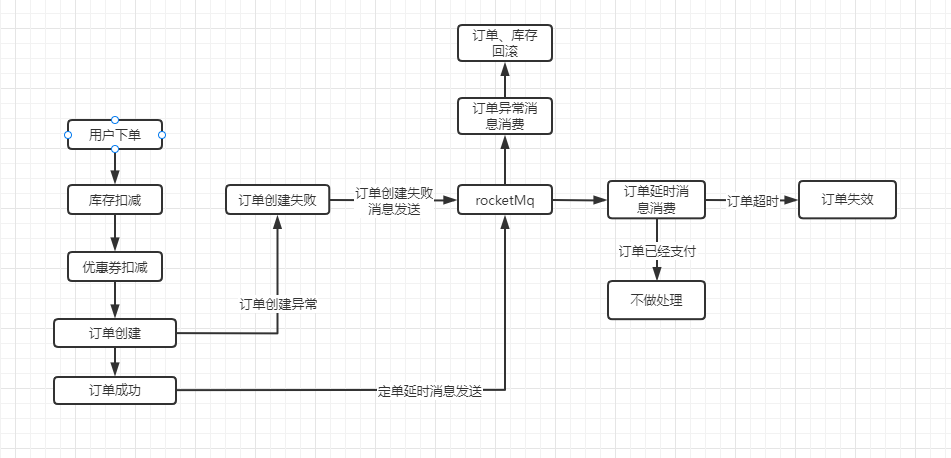 订单、库存
回滚
订单异常消
息消费
用户下单
库存扣减
订单创建失败
订单创建失败
消息发送
rocketMq
订单延时消
息消费
订单超时
订单失效
订单已经支付
优惠券扣减
不做处理
订单创建异常
订单创建
订单成功
定单延时消息发送